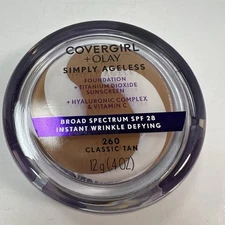 COVERGIRL
+ OLAY
SIMPLY AGELESS
FOUNDATION
+ TITANIUM DIOXIDE
SUNSCREEN
+ HYALURONIC COMPLEX
& VITAMIN C
BROAD SPECTRUM SPF 28
INSTANT WRINKLE DEFYING
260
CLASSIC TAN
12 g (.4 OZ)